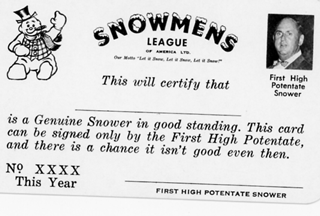 SNOWMENS
LEAGUE
OF AMERICA LTD.
Our Motto "Let it Snow, Let it Snow, Let it Snow!"
This will certify that
First High
Potentate
Snower
is a Genuine Snower in good standing. This card
can be signed only by the First High Potentate,
and there is a chance it isn't good even then.
Nº XXXX
This Year
FIRST HIGH POTENTATE SNOWER